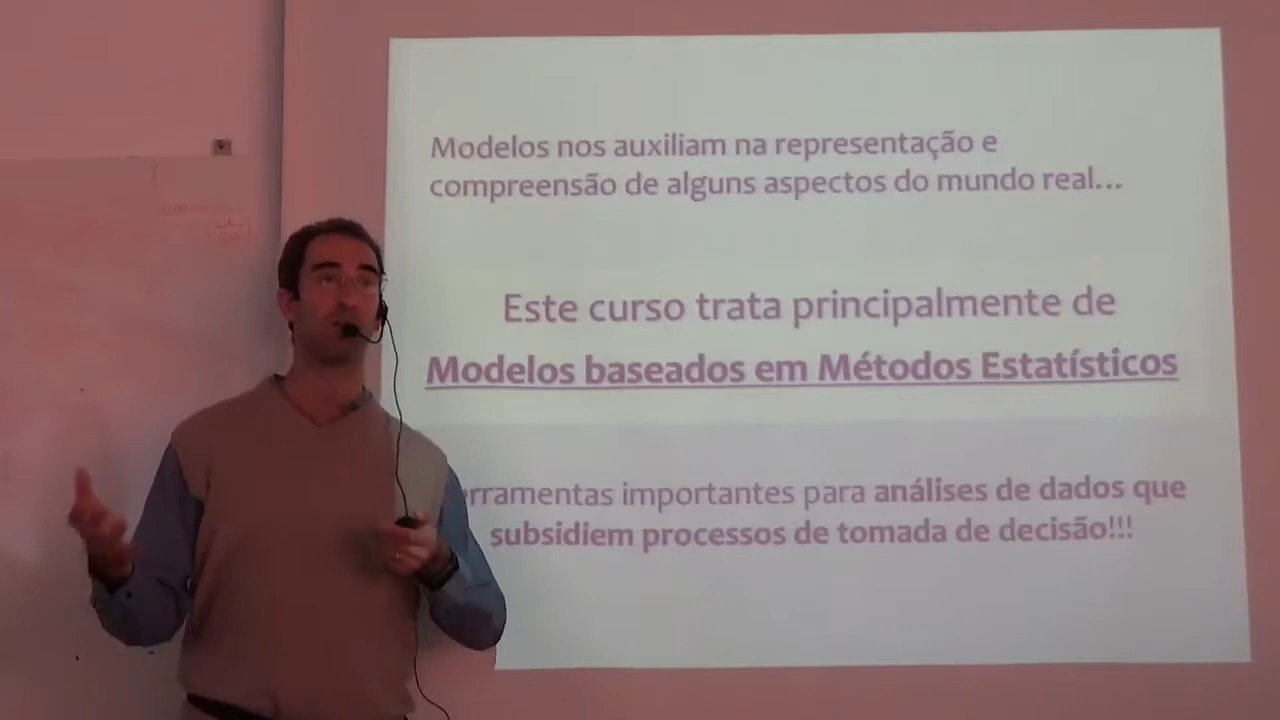 Modelos nos auxiliam na representação e
compreensão de alguns aspectos do mundo real...
Este curso trata principalmente de
Modelos baseados em Métodos Estatísticos
importantes para análises de dados que
subsidiem processos de tomada de decisão!!!